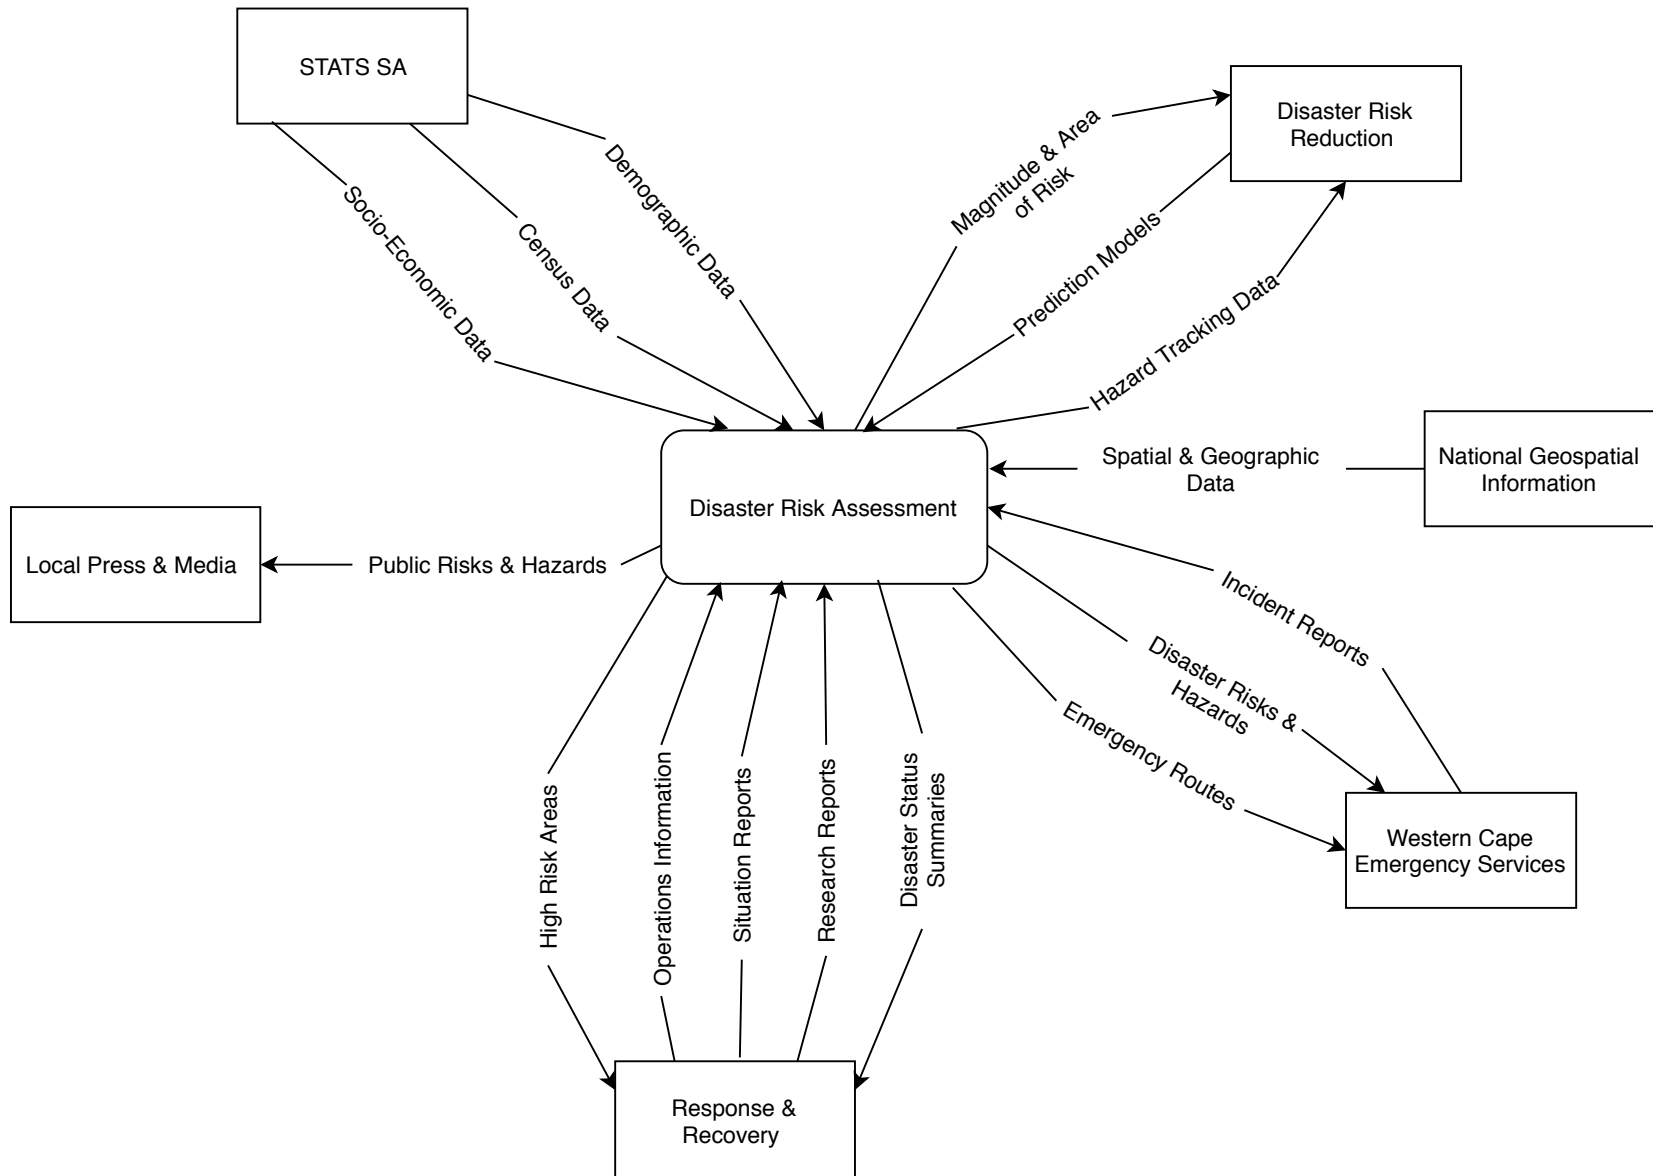 STATS SA
Disaster Risk
Reduction
Magnitude & Area
of Risk
Demographic Data
Socio-Economic Data
Census Data
Prediction Models
Hazard Tracking Data
Spatial & Geographic
Data
National Geospatial
Information
Disaster Risk Assessment
Local Press & Media
Public Risks & Hazards
Incident Reports
Disaster Risks &
Hazards
Emergency Routes
Western Cape
Emergency Services
High Risk Areas
Operations Information
Situation Reports
Research Reports
Disaster Status
Summaries
Response &
Recovery